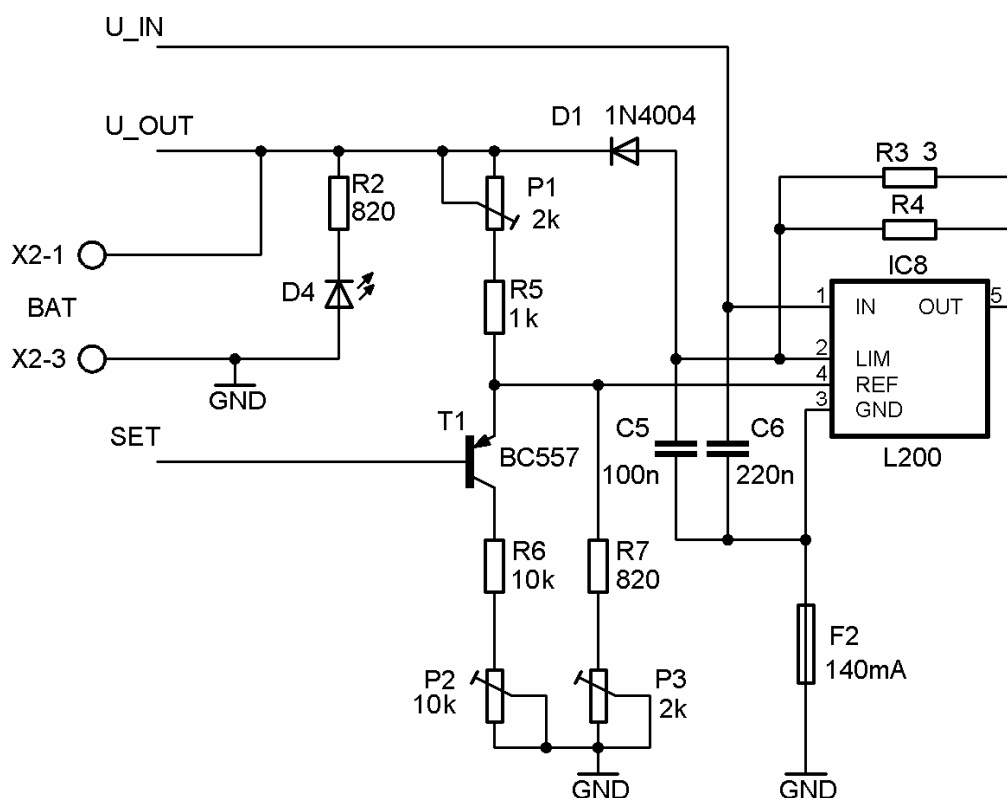 U_IN
U_OUT
D1 1N4004
R3 3
R4
R2
820
P1
2k
X2-1
IC8
D4
R5
1k
1
IN
OUT
5
BAT
X2-3
2
LIM
4
REF
3
GND
GND
T1
SET
BC557
C5
100n
C6
220n
L200
R6
10k
R7
820
F2
140mA
P2
10k
P3
2k
GND
GND